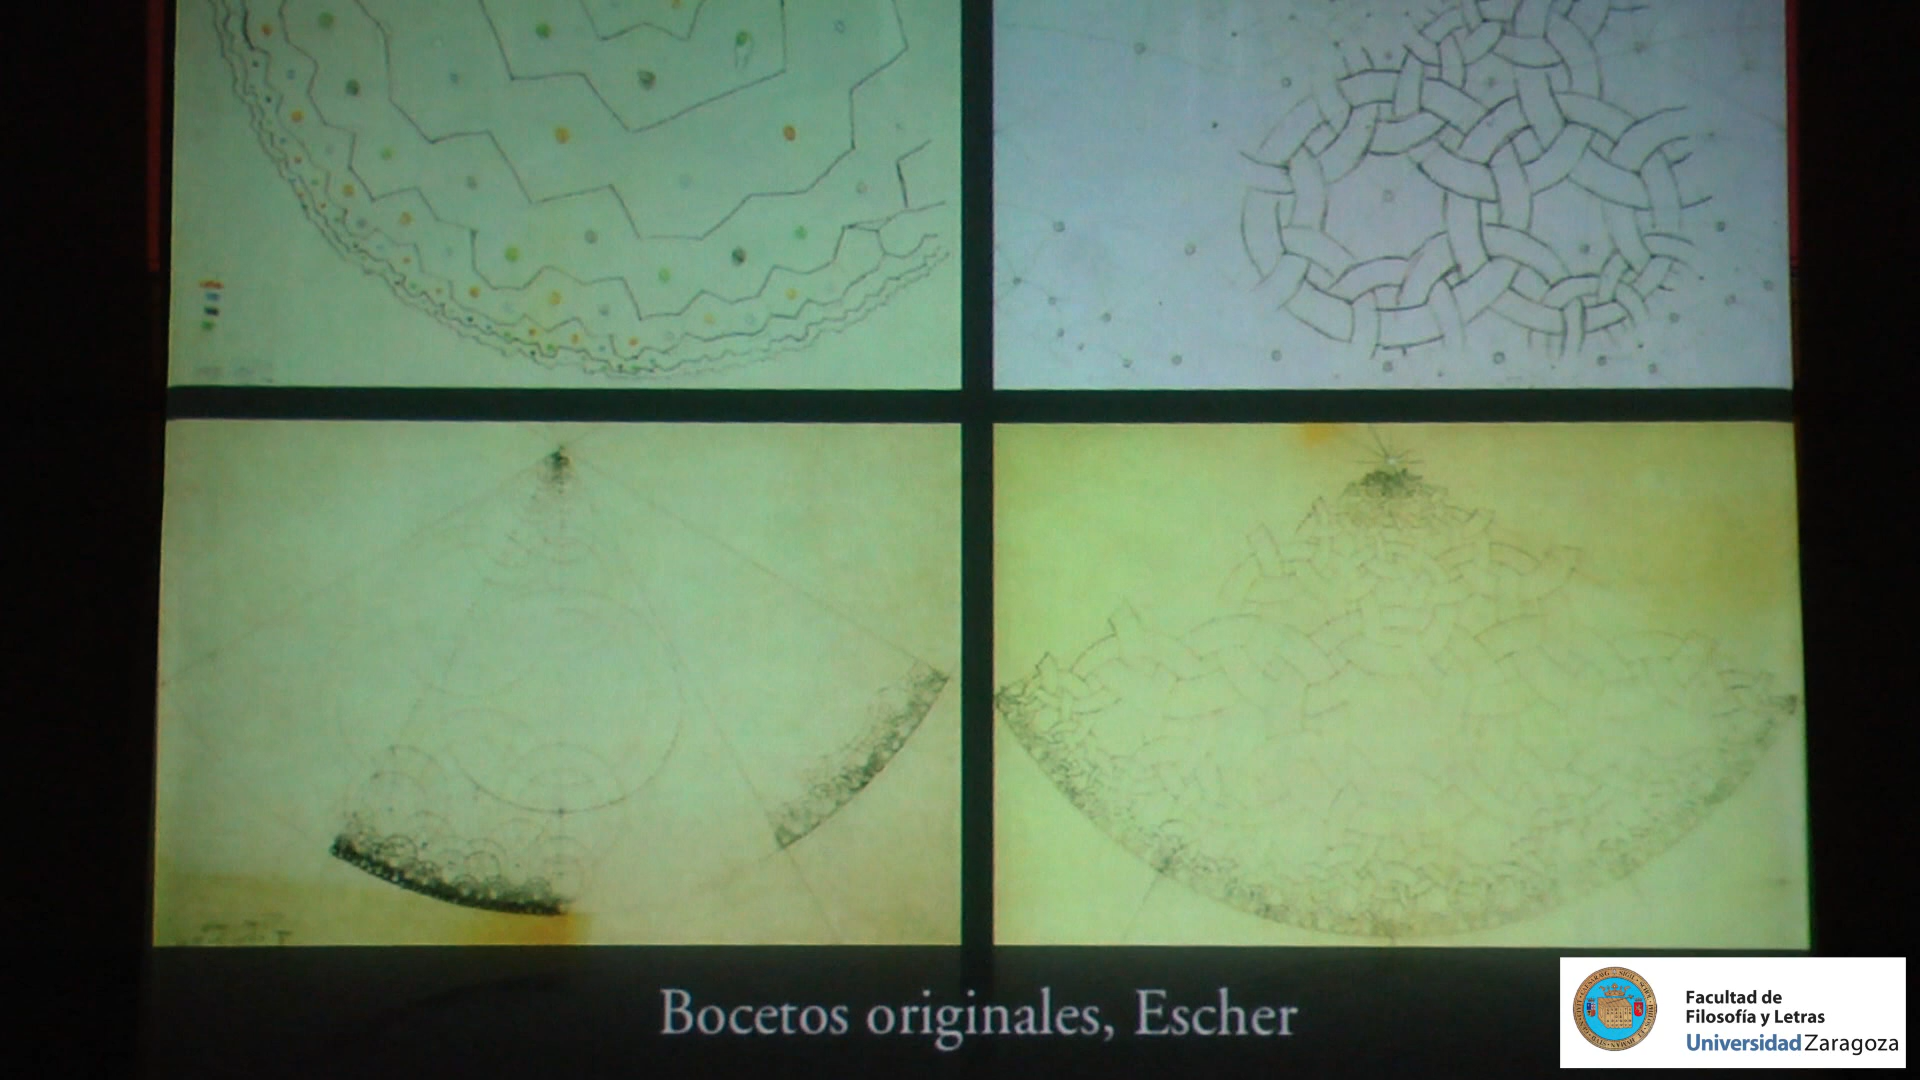 Bocetos originales, Escher
Facultad de
Filosofía y Letras
Universidad Zaragoza